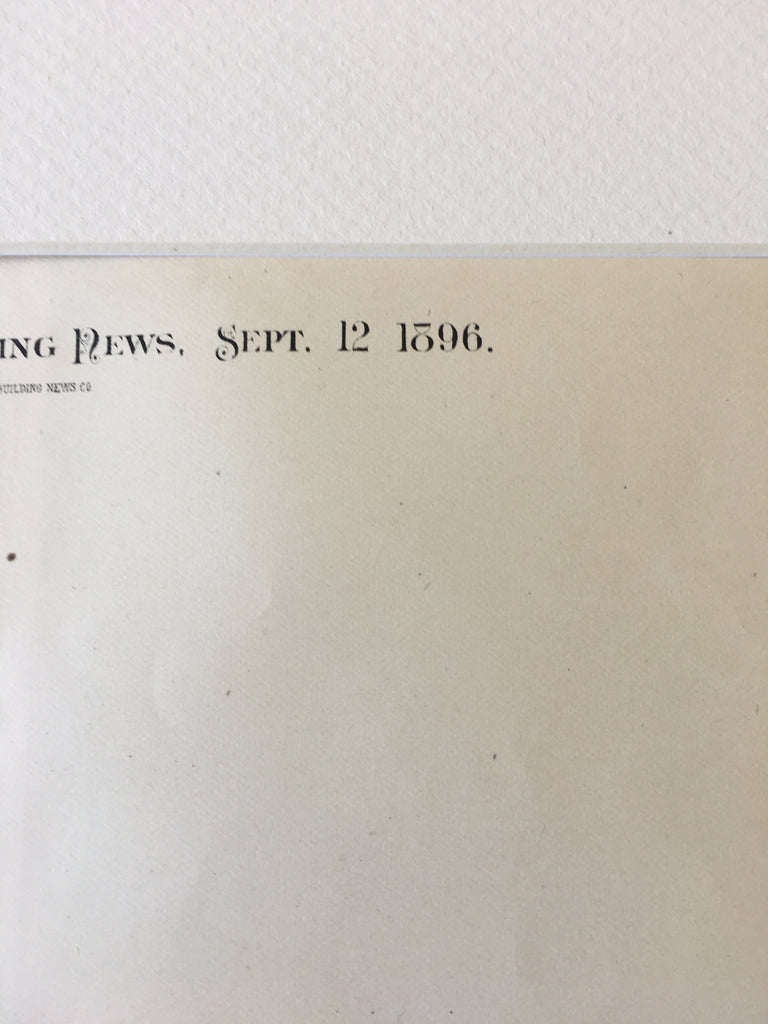 ING NEWS, SEPT. 12 1896.
BUILDING NEWS CO